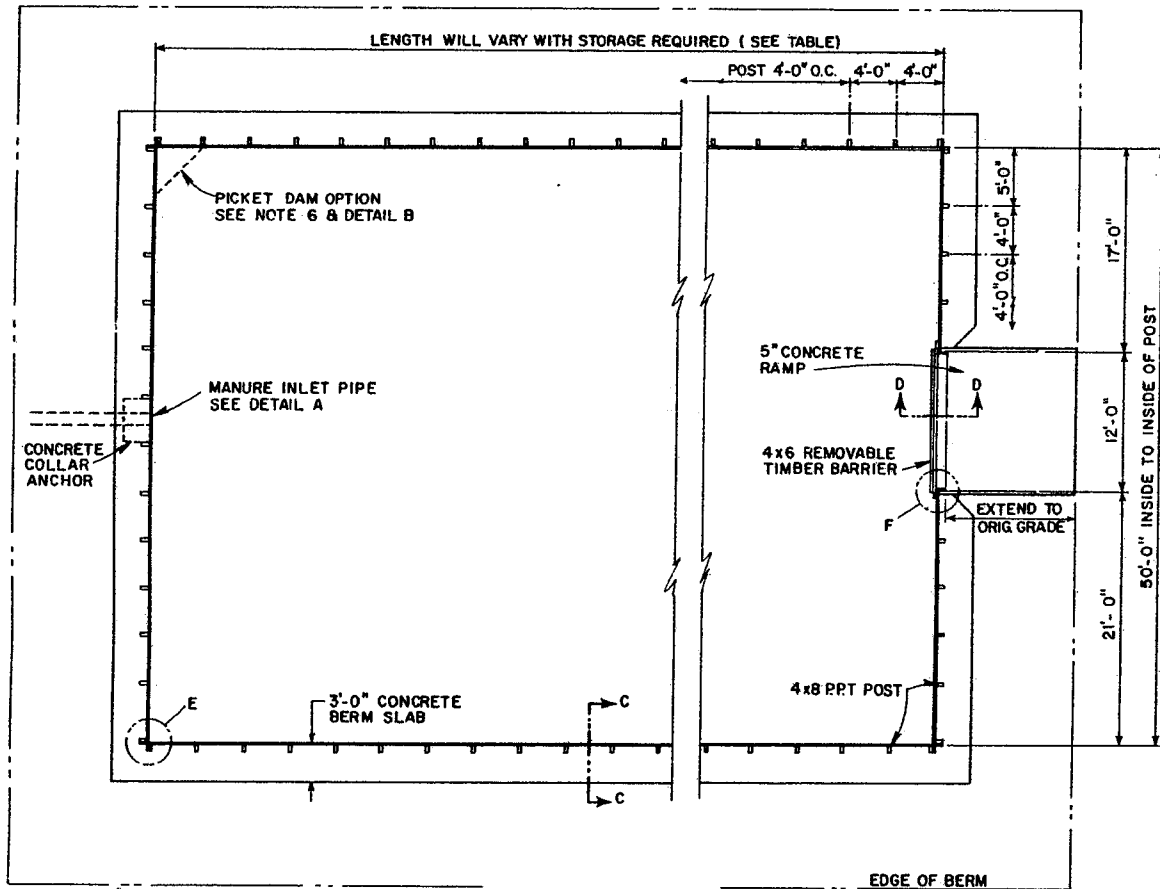 LENGTH WILL VARY WITH STORAGE REQUIRED ( SEE TABLE)
POST 4'-0" O.C.
4'-0"
4'-0"
PICKET DAM OPTION
SEE NOTE 6 & DETAIL B
5'-0"
4'-0"
4'-0" O.C.
17'-0"
5" CONCRETE
RAMP
D
D
MANURE INLET PIPE
SEE DETAIL A
CONCRETE
COLLAR
ANCHOR
4x6 REMOVABLE
TIMBER BARRIER
12'-0"
50'-0" INSIDE TO INSIDE OF POST
F
EXTEND TO
ORIG. GRADE
21'-0"
E
3'-0" CONCRETE
BERM SLAB
C
C
4x8 P.P.T POST
EDGE OF BERM